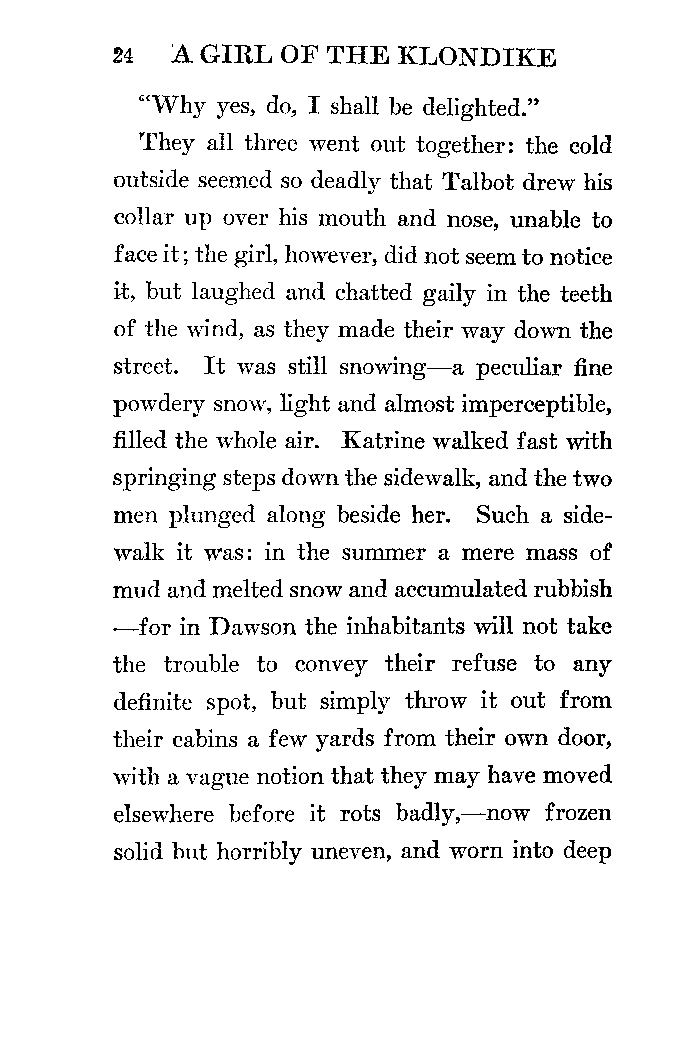 24 A GIRL OF THE KLONDIKE
“Why yes, do, I shall be delighted.”
They all three went out together: the cold
outside seemed so deadly that Talbot drew his
collar up over his mouth and nose, unable to
face it; the girl, however, did not seem to notice
it, but laughed and chatted gaily in the teeth
of the wind, as they made their way down the
street. It was still snowing—a peculiar fine
powdery snow, light and almost imperceptible,
filled the whole air. Katrine walked fast with
springing steps down the sidewalk, and the two
men plunged along beside her. Such a side-
walk it was: in the summer a mere mass of
mud and melted snow and accumulated rubbish
—for in Dawson the inhabitants will not take
the trouble to convey their refuse to any
definite spot, but simply throw it out from
their cabins a few yards from their own door,
with a vague notion that they may have moved
elsewhere before it rots badly,—now frozen
solid but horribly uneven, and worn into deep